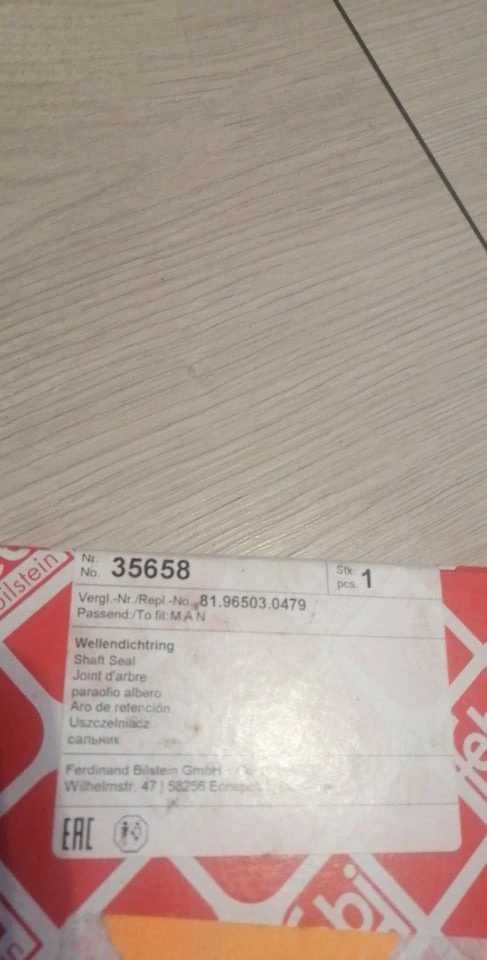 bilstein
Nr.
No. 35658
Stk.
pcs. 1
Vergl.-Nr./Repl.-No. 81.96503.0479
Passend:/To fit: M A N
Wellendichtring
Shaft Seal
Joint d'arbre
paraolio albero
Aro de retención
Uszczelniacz
сальник
Ferdinand Bilstein GmbH
Wilhelmstr. 47 | 58256
EAC